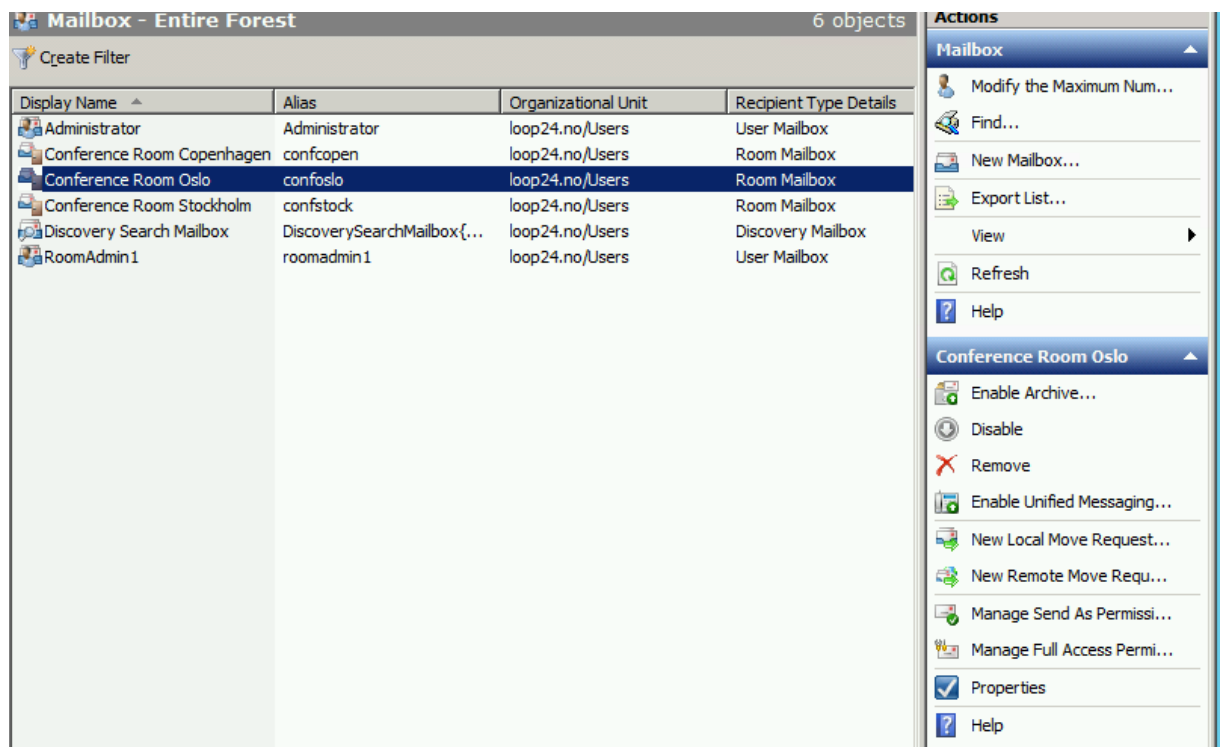 Mailbox - Entire Forest 6 objects
Create Filter
Display Name Alias Organizational Unit Recipient Type Details
Administrator Administrator loop24.no/Users User Mailbox
Conference Room Copenhagen confcopen loop24.no/Users Room Mailbox
Conference Room Oslo confoslo loop24.no/Users Room Mailbox
Conference Room Stockholm confstock loop24.no/Users Room Mailbox
Discovery Search Mailbox DiscoverySearchMailbox{... loop24.no/Users Discovery Mailbox
RoomAdmin1 roomadmin1 loop24.no/Users User Mailbox
Actions
Mailbox
Modify the Maximum Num...
Find...
New Mailbox...
Export List...
View
Refresh
Help
Conference Room Oslo
Enable Archive...
Disable
Remove
Enable Unified Messaging...
New Local Move Request...
New Remote Move Requ...
Manage Send As Permissi...
Manage Full Access Permi...
Properties
Help